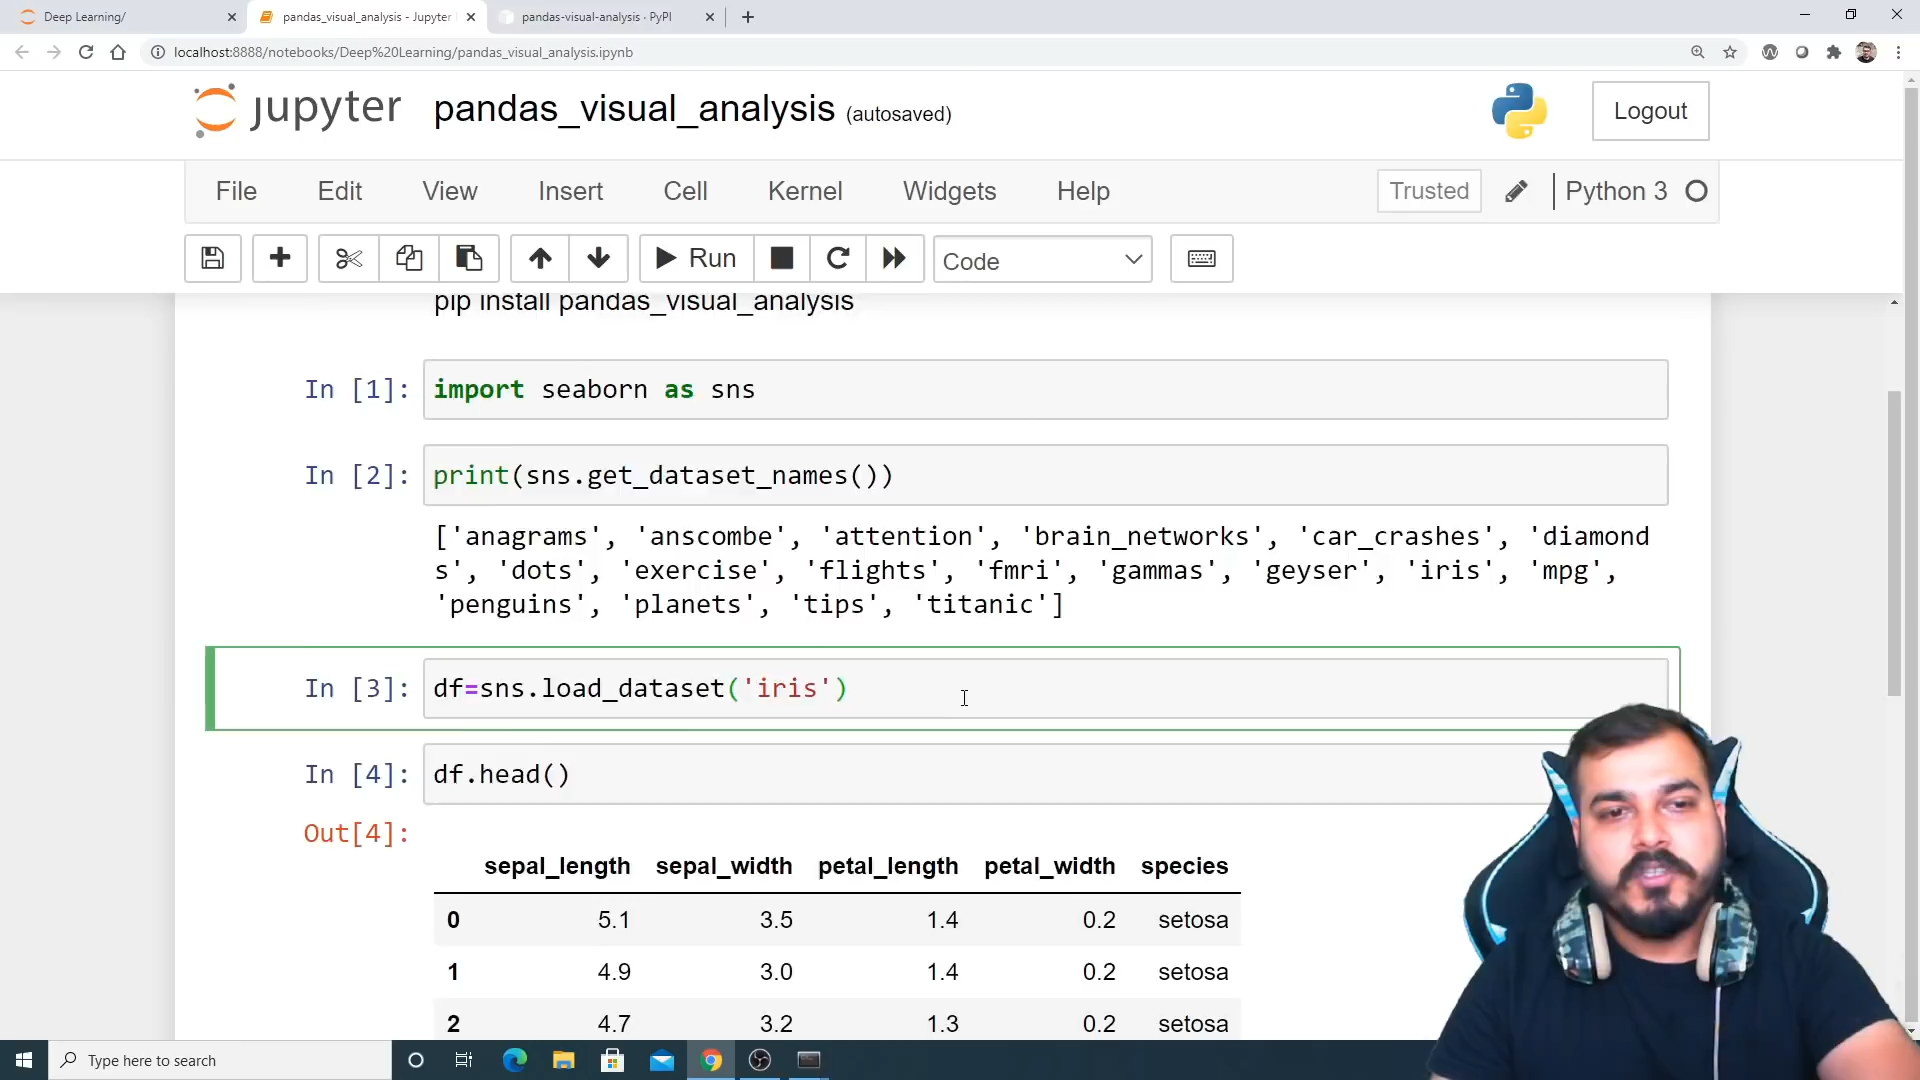 Deep Learning/
pandas_visual_analysis - Jupyter
pandas-visual-analysis · PyPI
localhost:8888/notebooks/Deep%20Learning/pandas_visual_analysis.ipynb
jupyter pandas_visual_analysis (autosaved)
Logout
File Edit View Insert Cell Kernel Widgets Help Trusted Python 3
Run Code
pip install pandas_visual_analysis
In [1]: import seaborn as sns
In [2]: print(sns.get_dataset_names())
['anagrams', 'anscombe', 'attention', 'brain_networks', 'car_crashes', 'diamond
s', 'dots', 'exercise', 'flights', 'fmri', 'gammas', 'geyser', 'iris', 'mpg',
'penguins', 'planets', 'tips', 'titanic']
In [3]: df=sns.load_dataset('iris')
In [4]: df.head()
Out[4]:
sepal_length sepal_width petal_length petal_width species
0 5.1 3.5 1.4 0.2 setosa
1 4.9 3.0 1.4 0.2 setosa
2 4.7 3.2 1.3 0.2 setosa
Type here to search